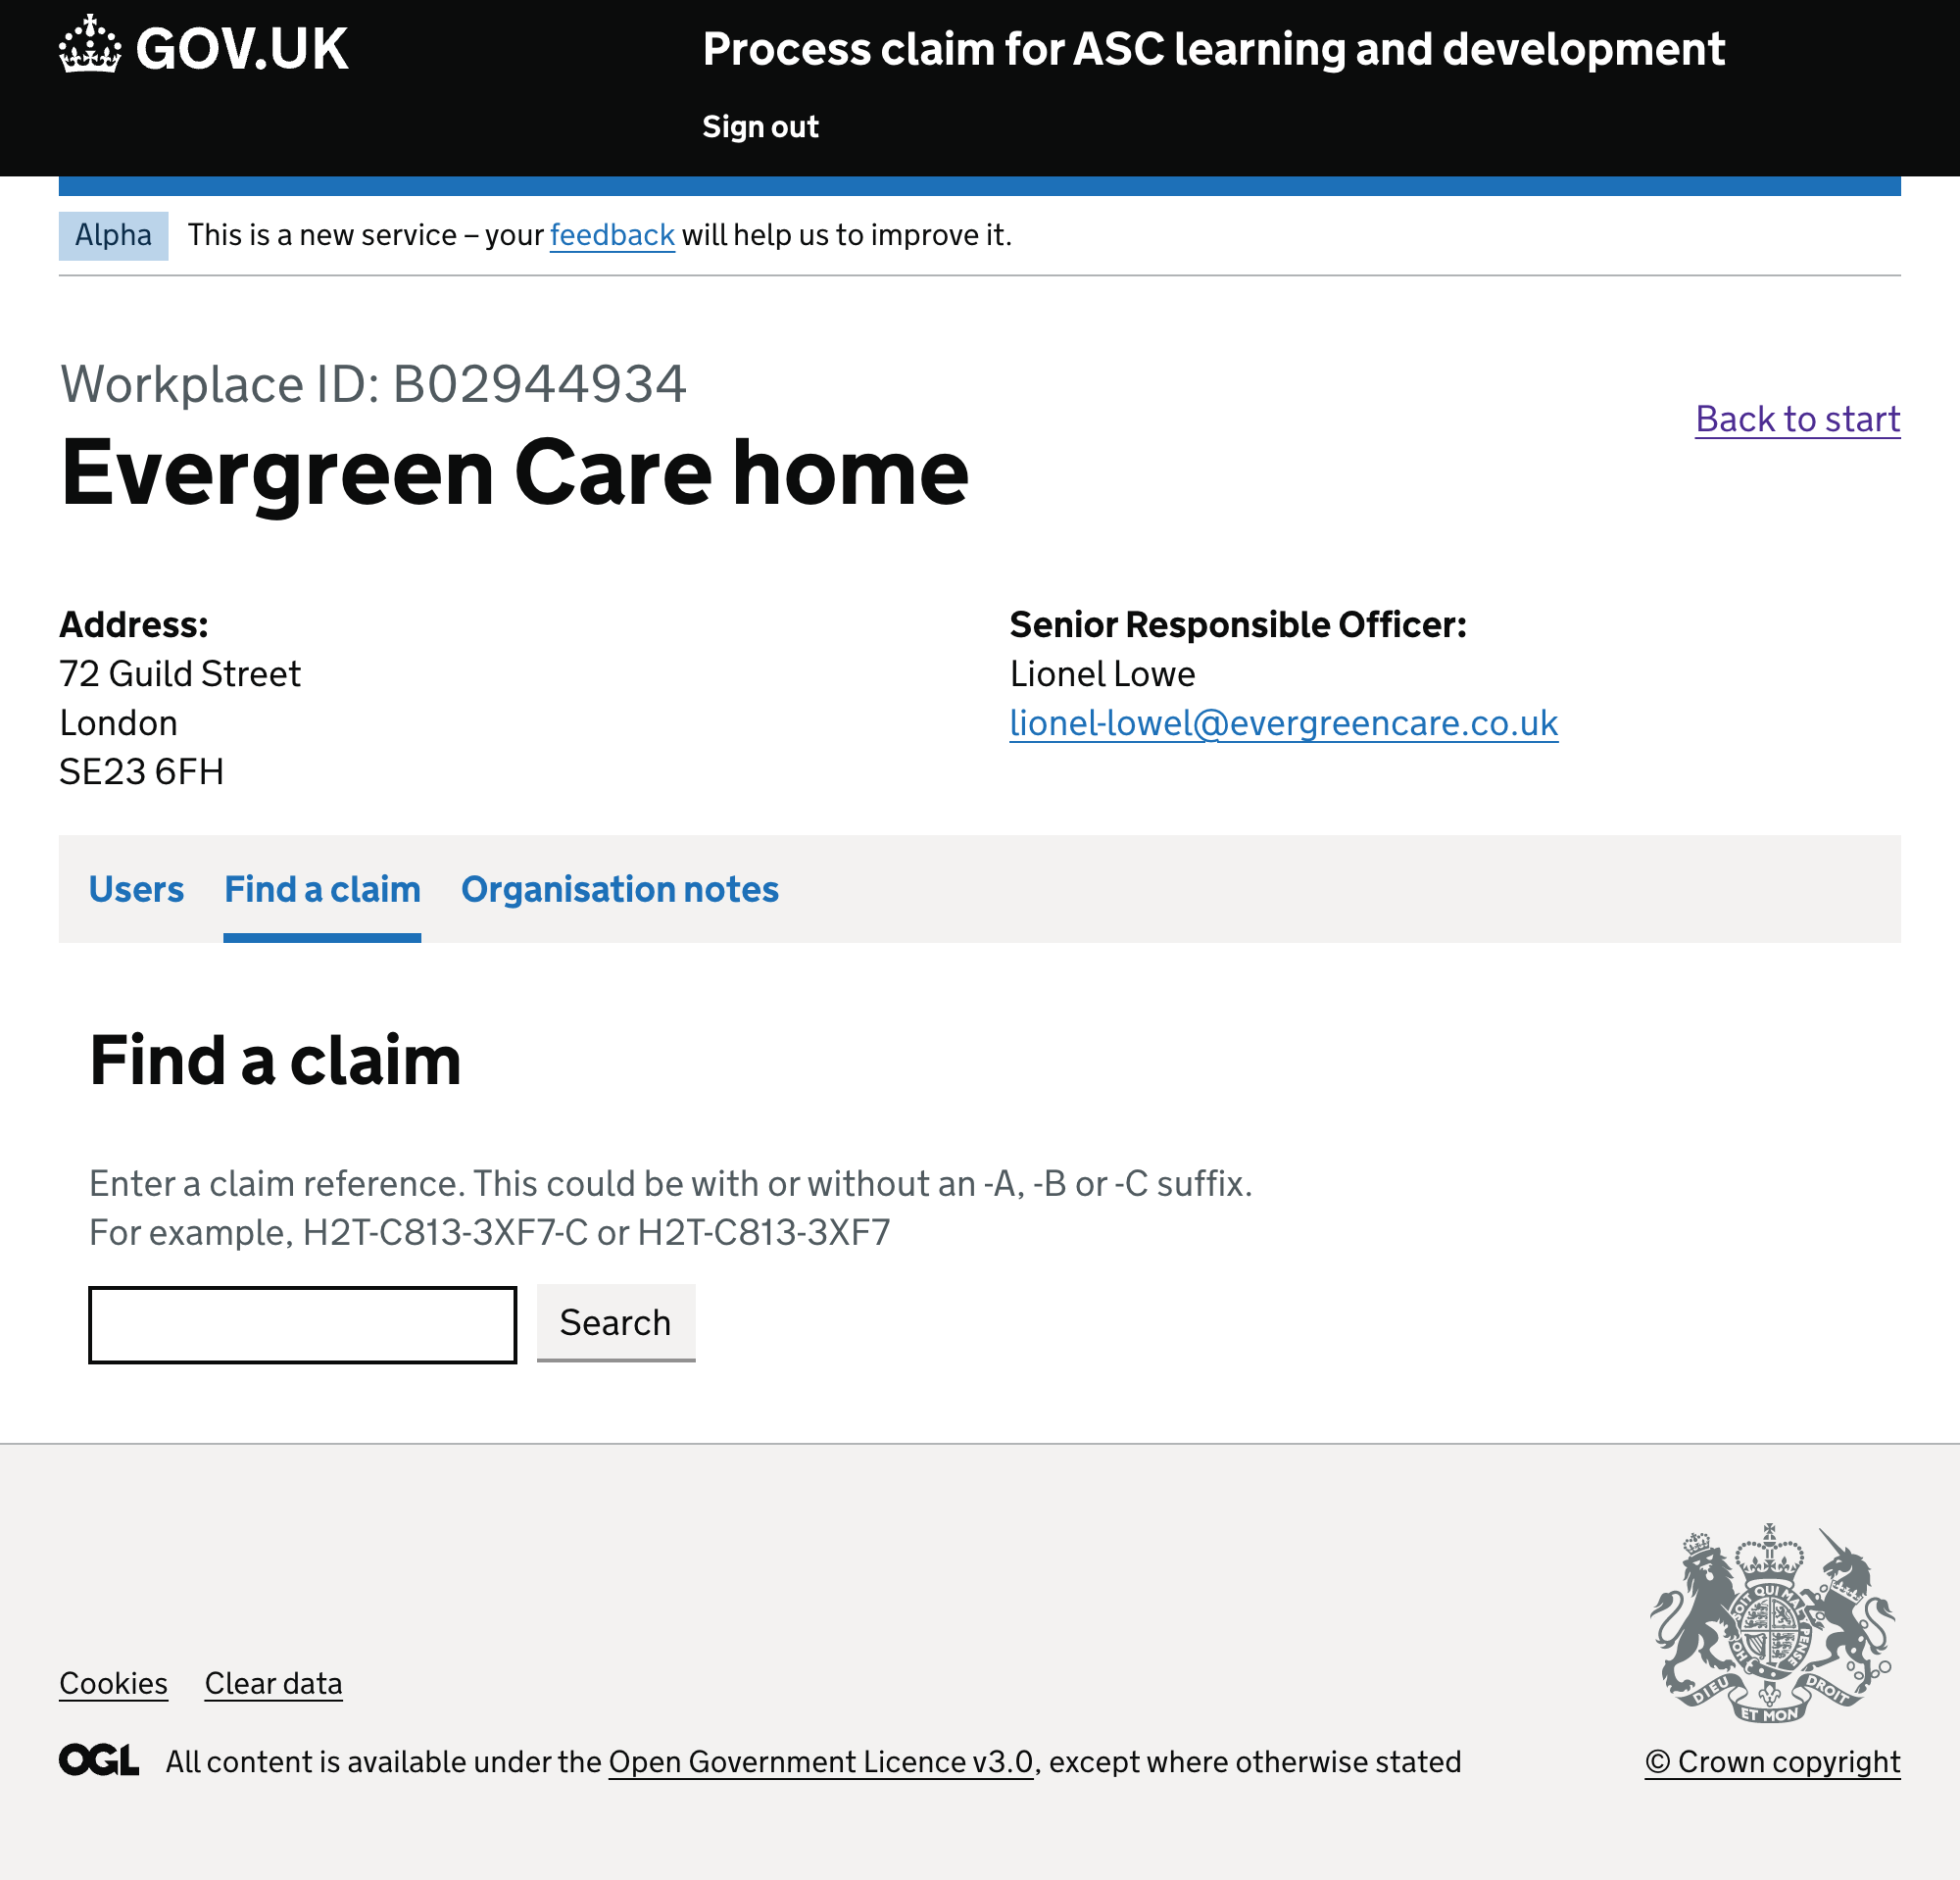 GOV.UK
Process claim for ASC learning and development
Sign out
Alpha This is a new service – your feedback will help us to improve it.
Workplace ID: B02944934
Evergreen Care home
Back to start
Address:
72 Guild Street
London
SE23 6FH
Senior Responsible Officer:
Lionel Lowe
lionel-lowel@evergreencare.co.uk
Users Find a claim Organisation notes
Find a claim
Enter a claim reference. This could be with or without an -A, -B or -C suffix.
For example, H2T-C813-3XF7-C or H2T-C813-3XF7
Search
SOIT QUI MAL Y PENSE
DIEU ET MON DROIT
Cookies Clear data
OGL All content is available under the Open Government Licence v3.0, except where otherwise stated
© Crown copyright